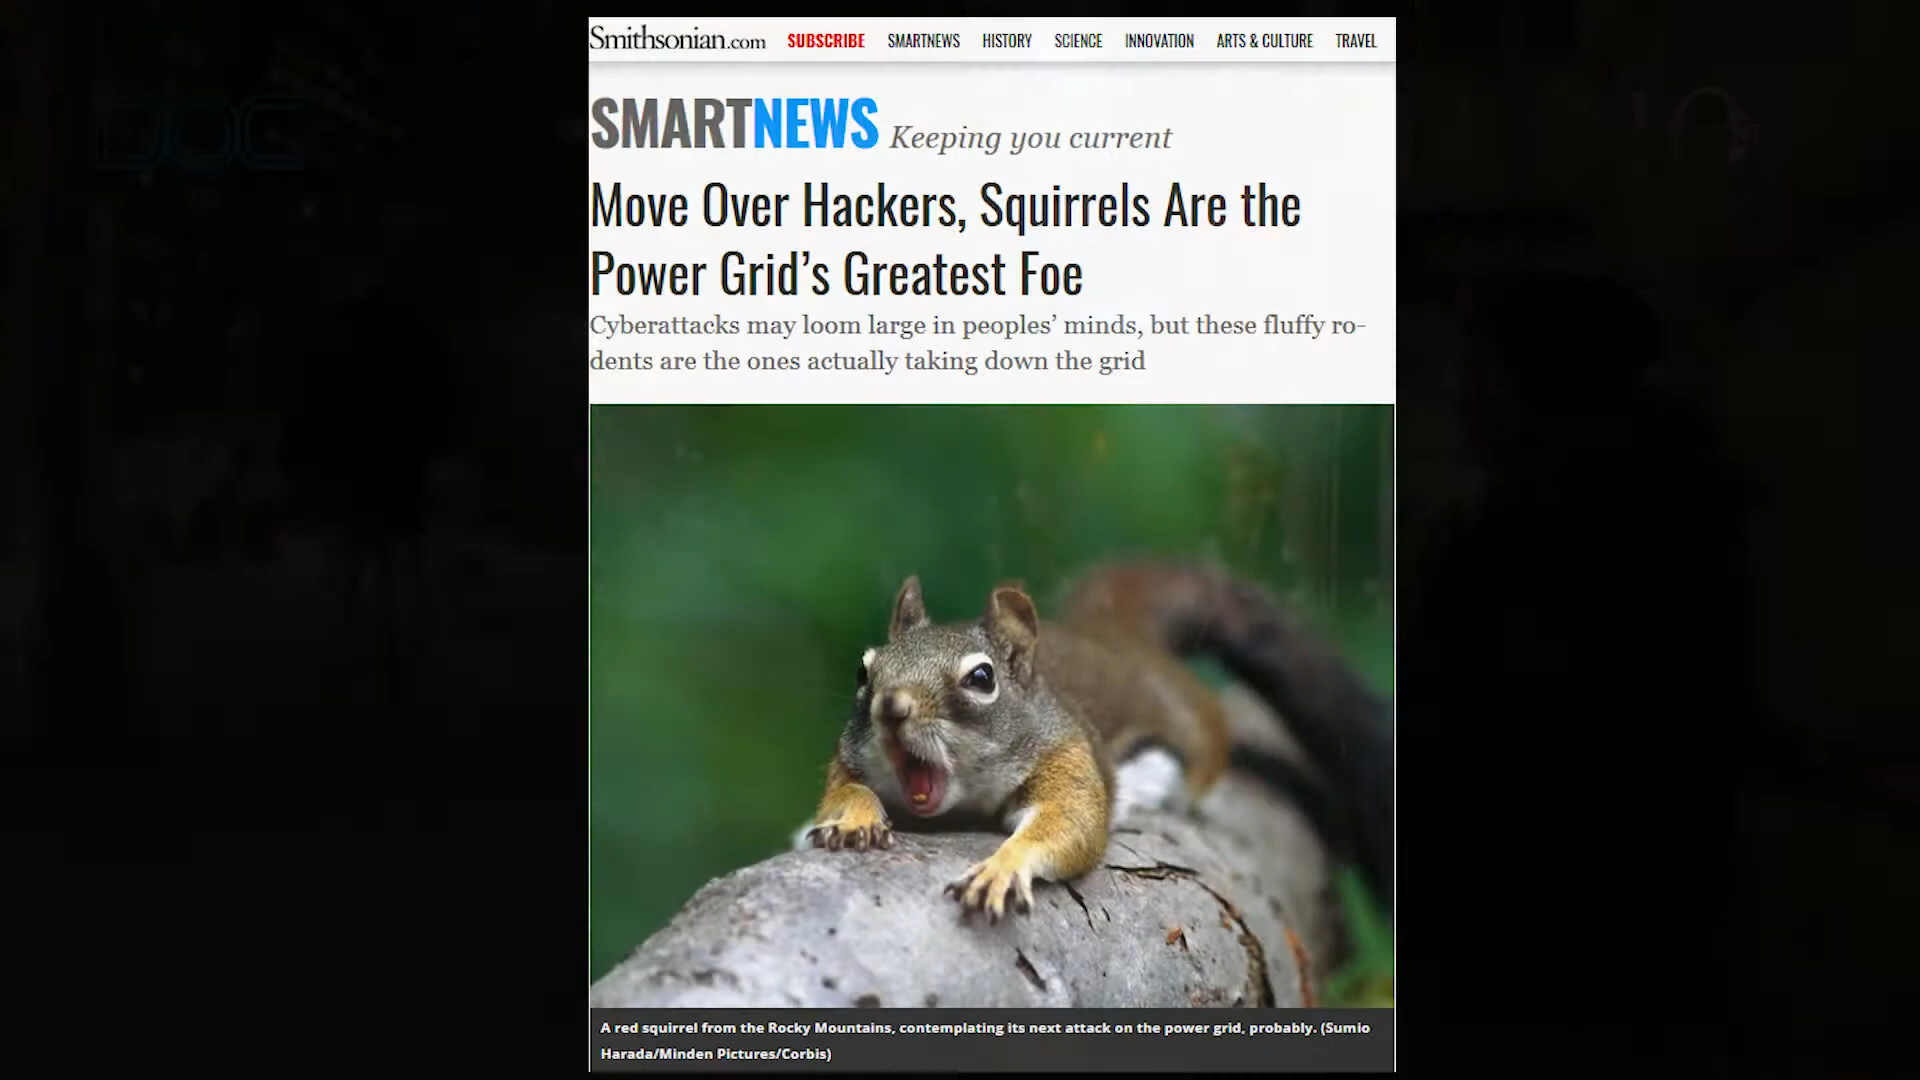 Smithsonian.com SUBSCRIBE SMARTNEWS HISTORY SCIENCE INNOVATION ARTS & CULTURE TRAVEL
DOC
SMARTNEWS Keeping you current
Move Over Hackers, Squirrels Are the
Power Grid’s Greatest Foe
Cyberattacks may loom large in peoples’ minds, but these fluffy ro-
dents are the ones actually taking down the grid
A red squirrel from the Rocky Mountains, contemplating its next attack on the power grid, probably. (Sumio
Harada/Minden Pictures/Corbis)